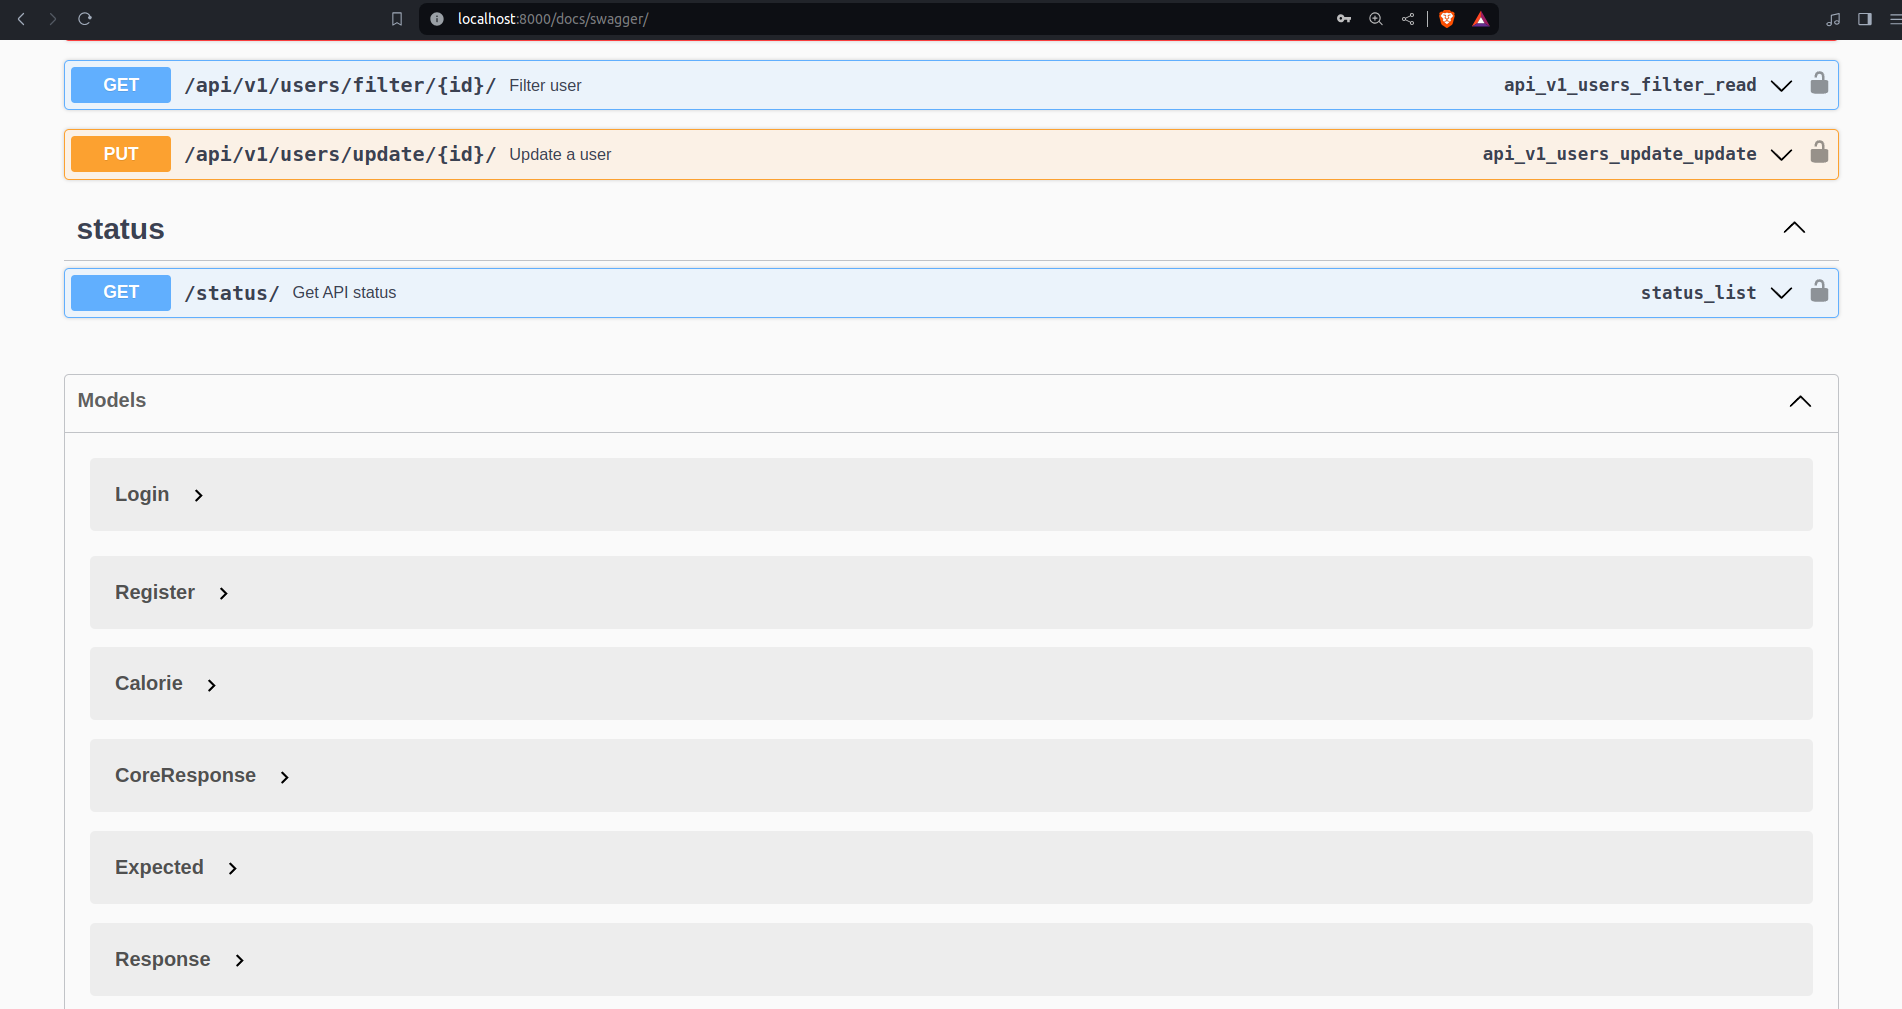 localhost:8000/docs/swagger/
GET /api/v1/users/filter/{id}/ Filter user api_v1_users_filter_read
PUT /api/v1/users/update/{id}/ Update a user api_v1_users_update_update
status
GET /status/ Get API status status_list
Models
Login
Register
Calorie
CoreResponse
Expected
Response